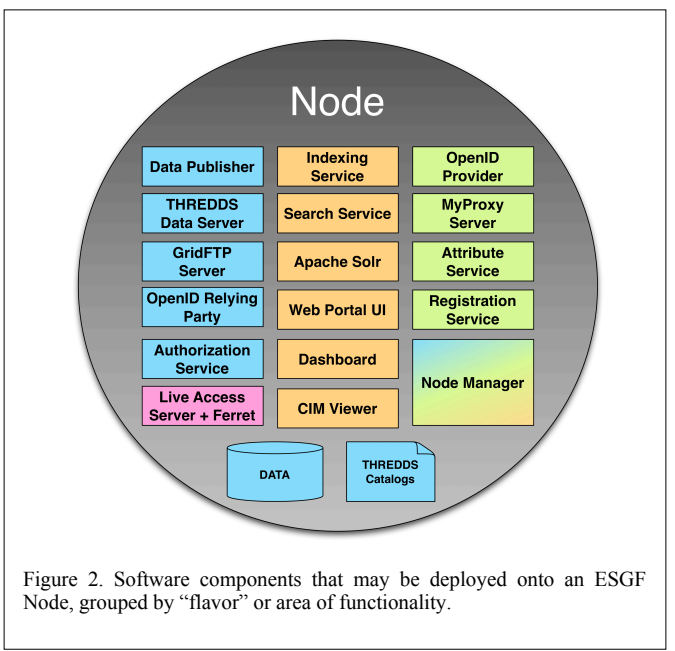 Node
Data Publisher
THREDDS
Data Server
GridFTP
Server
OpenID Relying
Party
Authorization
Service
Live Access
Server + Ferret
Indexing
Service
Search Service
Apache Solr
Web Portal UI
Dashboard
CIM Viewer
OpenID
Provider
MyProxy
Server
Attribute
Service
Registration
Service
Node Manager
DATA
THREDDS
Catalogs
Figure 2. Software components that may be deployed onto an ESGF
Node, grouped by “flavor” or area of functionality.